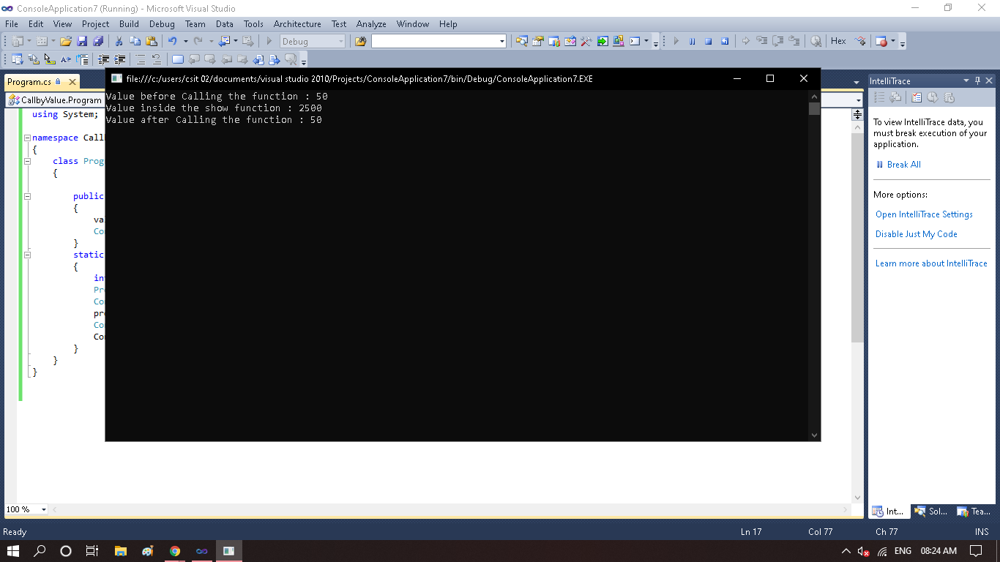 ConsoleApplication7 (Running) - Microsoft Visual Studio
File Edit View Project Build Debug Team Data Tools Architecture Test Analyze Window Help
Debug
Hex
Program.cs
file:///c:/users/csit 02/documents/visual studio 2010/Projects/ConsoleApplication7/bin/Debug/ConsoleApplication7.EXE
CallbyValue.Program
Value before Calling the function : 50
Value inside the show function : 2500
Value after Calling the function : 50
using System;
namespace Call
{
class Prog
{
public
{
va
Co
}
static
{
in
Pr
Co
pr
Co
Co
}
}
}
IntelliTrace
To view IntelliTrace data, you
must break execution of your
application.
Break All
More options:
Open IntelliTrace Settings
Disable Just My Code
Learn more about IntelliTrace
100 %
Int... Sol... Tea...
Ready Ln 17 Col 77 Ch 77 INS
ENG 08:24 AM